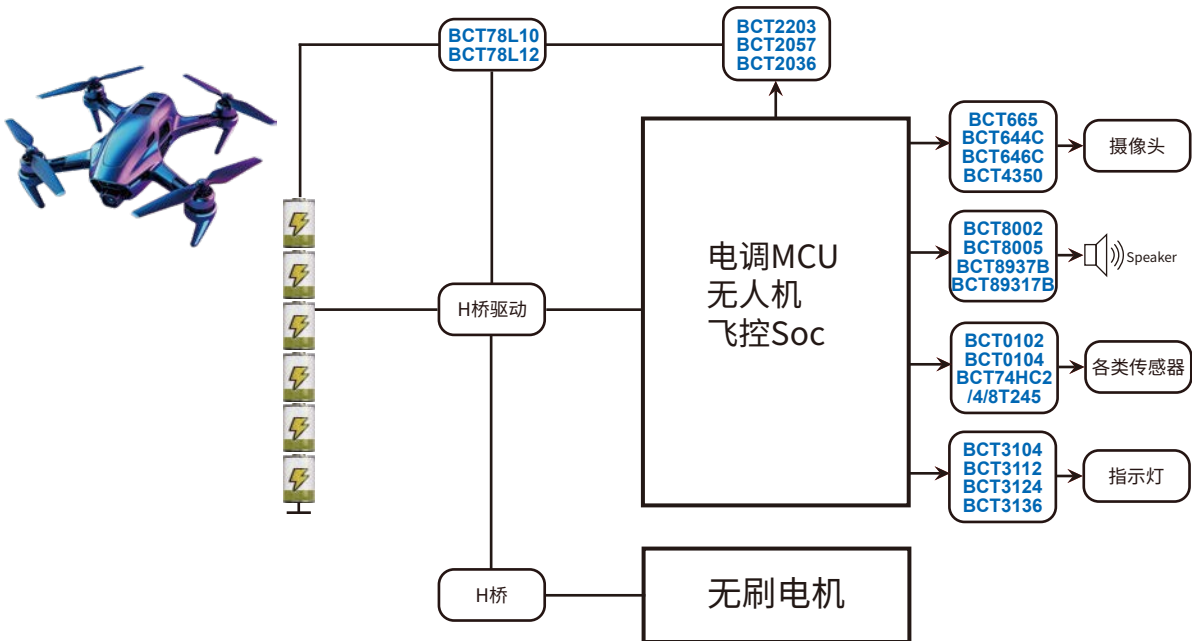 BCT78L10
BCT78L12
BCT2203
BCT2057
BCT2036
BCT665
BCT644C
BCT646C
BCT4350
摄像头
电调MCU
无人机
飞控Soc
BCT8002
BCT8005
BCT8937B
BCT89317B
Speaker
H桥驱动
BCT0102
BCT0104
BCT74HC2
/4/8T245
各类传感器
BCT3104
BCT3112
BCT3124
BCT3136
指示灯
H桥
无刷电机